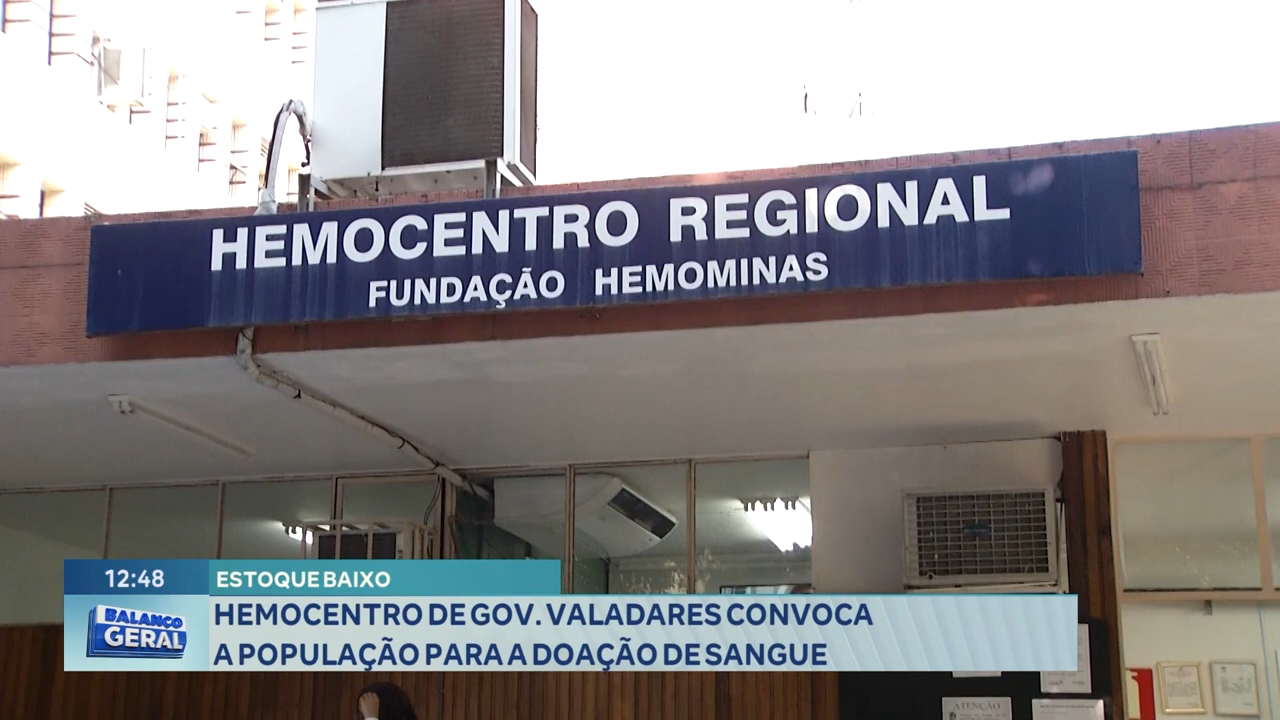 HEMOCENTRO REGIONAL
FUNDAÇÃO HEMOMINAS
12:48
ESTOQUE BAIXO
BALANÇO
GERAL
HEMOCENTRO DE GOV. VALADARES CONVOCA
A POPULAÇÃO PARA A DOAÇÃO DE SANGUE
ATENÇÃO